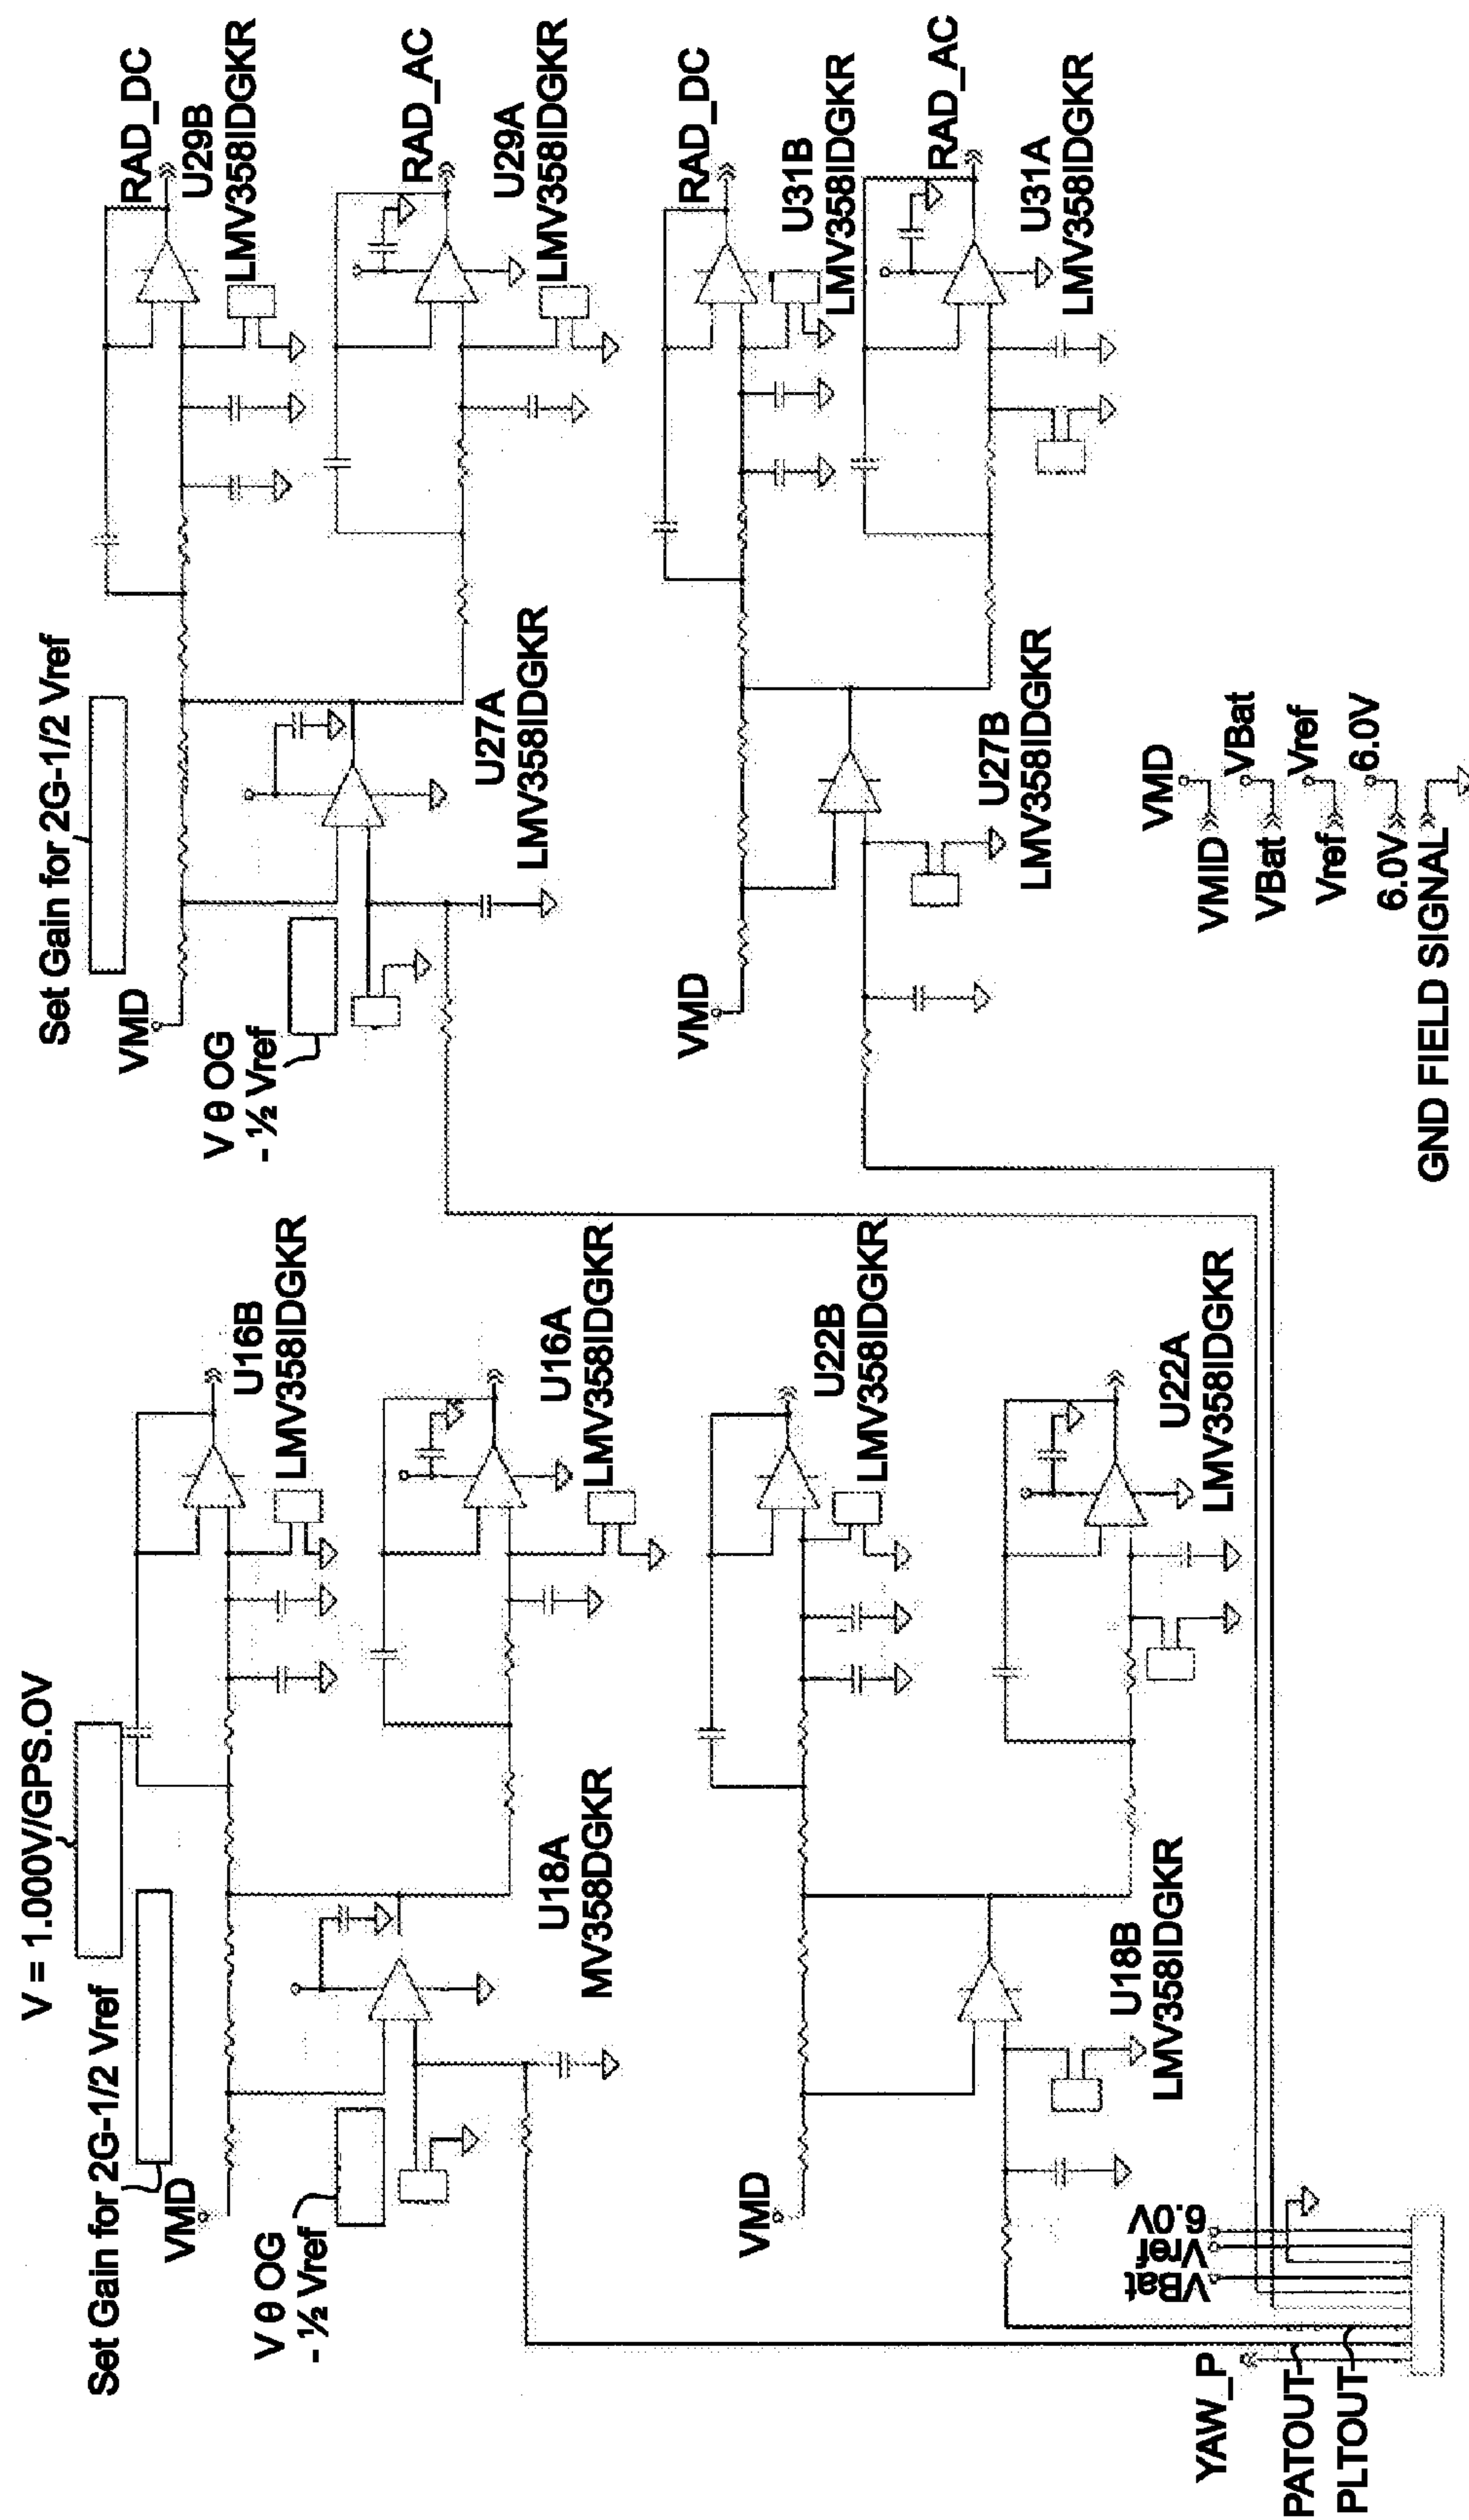 V = 1.000V/GPS.OV
Set Gain for 2G-1/2 Vref
VMD
V θ OG
- ½ Vref
U18A
MV358DGKR
U16B
LMV358IDGKR
U16A
LMV358IDGKR
VMD
U18B
LMV358IDGKR
U22B
LMV358IDGKR
U22A
LMV358IDGKR
YAW_P
PATOUT
PLTOUT
VBat
Vref
6.0V
Set Gain for 2G-1/2 Vref
VMD
V θ OG
- ½ Vref
U27A
LMV358IDGKR
RAD_DC
U29B
LMV358IDGKR
RAD_AC
U29A
LMV358IDGKR
VMD
U27B
LMV358IDGKR
RAD_DC
U31B
LMV358IDGKR
RAD_AC
U31A
LMV358IDGKR
VMD
VMID
VBat
VBat
Vref
Vref
6.0V
6.0V
GND FIELD SIGNAL